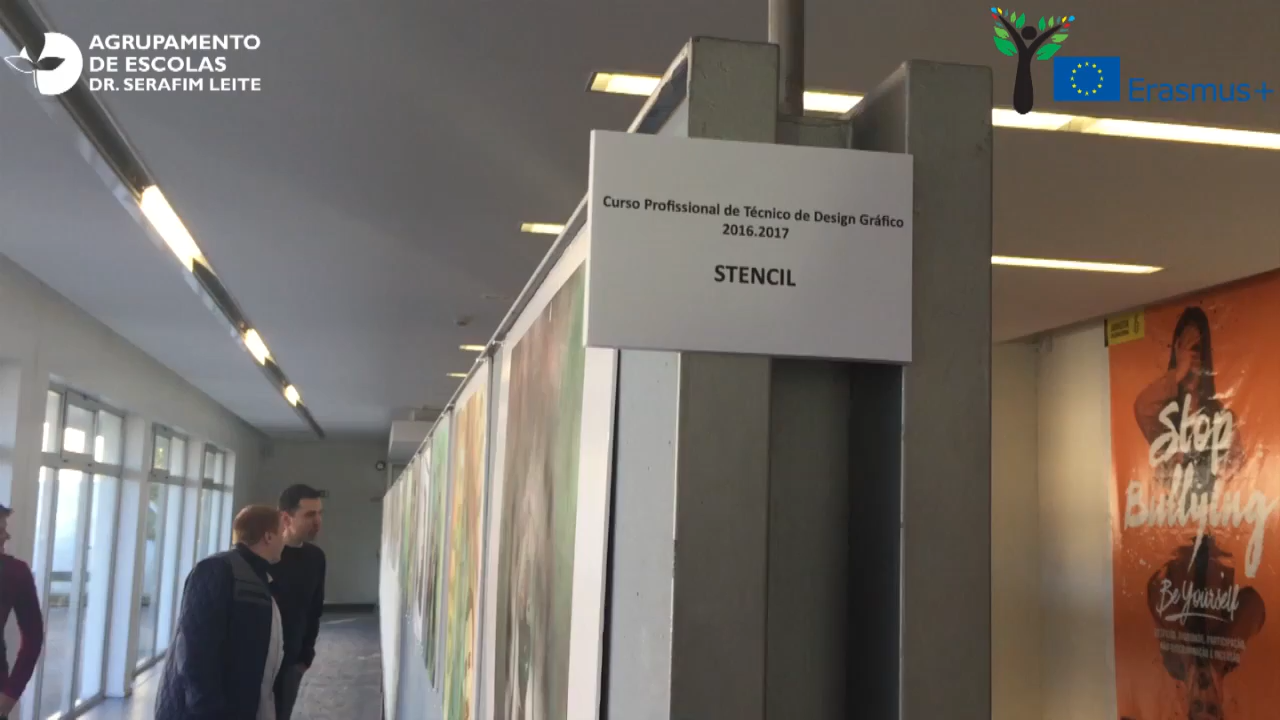 AGRUPAMENTO
DE ESCOLAS
DR. SERAFIM LEITE
Erasmus+
Curso Profissional de Técnico de Design Gráfico
2016.2017
STENCIL
Stop
Bullying
Be Yourself